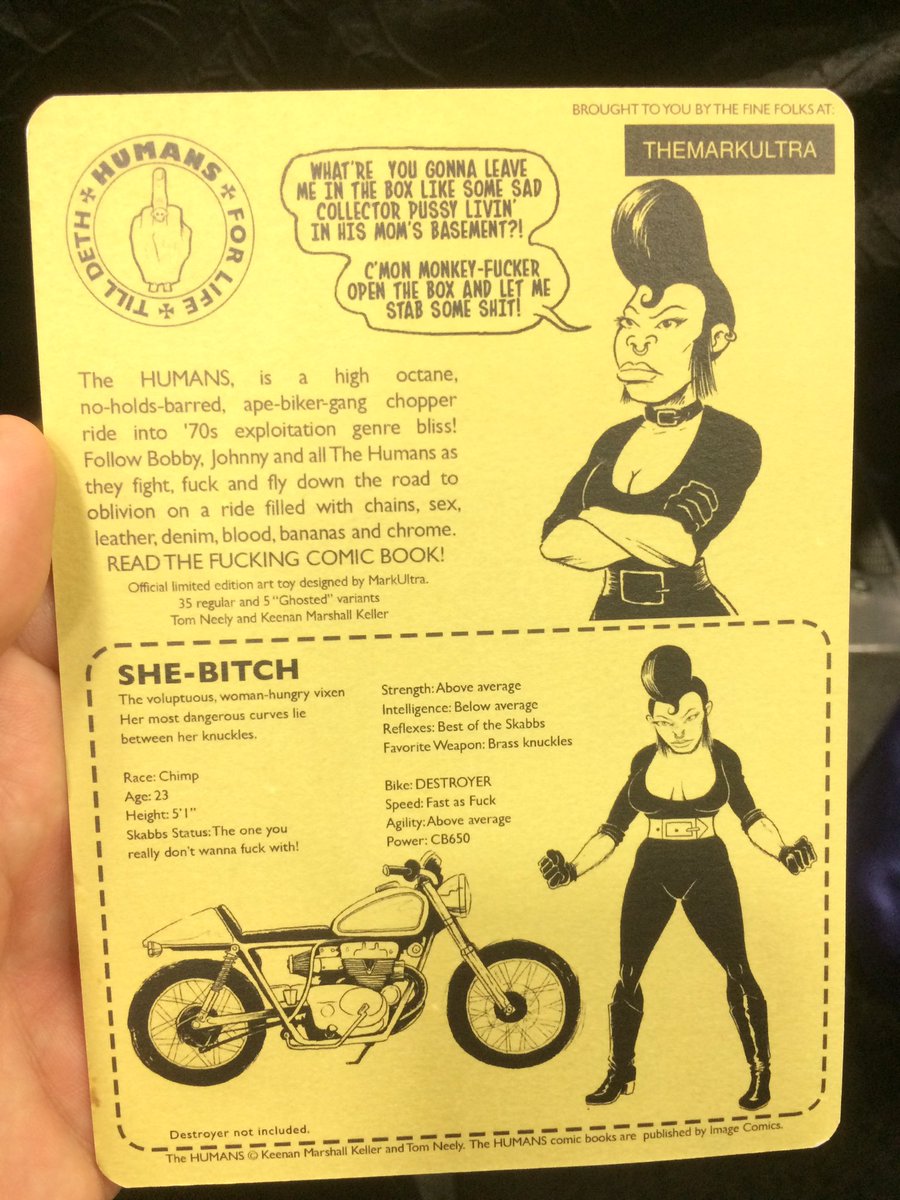 BROUGHT TO YOU BY THE FINE FOLKS AT:
THEMARKULTRA
HUMANS ✠ FOR LIFE ✠ TILL DETH ✠
WHAT'RE YOU GONNA LEAVE
ME IN THE BOX LIKE SOME SAD
COLLECTOR PUSSY LIVIN'
IN HIS MOM'S BASEMENT?!
C'MON MONKEY-FUCKER
OPEN THE BOX AND LET ME
STAB SOME SHIT!
The HUMANS, is a high octane,
no-holds-barred, ape-biker-gang chopper
ride into '70s exploitation genre bliss!
Follow Bobby, Johnny and all The Humans as
they fight, fuck and fly down the road to
oblivion on a ride filled with chains, sex,
leather, denim, blood, bananas and chrome.
READ THE FUCKING COMIC BOOK!
Official limited edition art toy designed by MarkUltra.
35 regular and 5 "Ghosted" variants
Tom Neely and Keenan Marshall Keller
SHE-BITCH
The voluptuous, woman-hungry vixen
Her most dangerous curves lie
between her knuckles.
Race: Chimp
Age: 23
Height: 5'1"
Skabbs Status: The one you
really don't wanna fuck with!
Strength: Above average
Intelligence: Below average
Reflexes: Best of the Skabbs
Favorite Weapon: Brass knuckles
Bike: DESTROYER
Speed: Fast as Fuck
Agility: Above average
Power: CB650
Destroyer not included.
The HUMANS © Keenan Marshall Keller and Tom Neely. The HUMANS comic books are published by Image Comics.